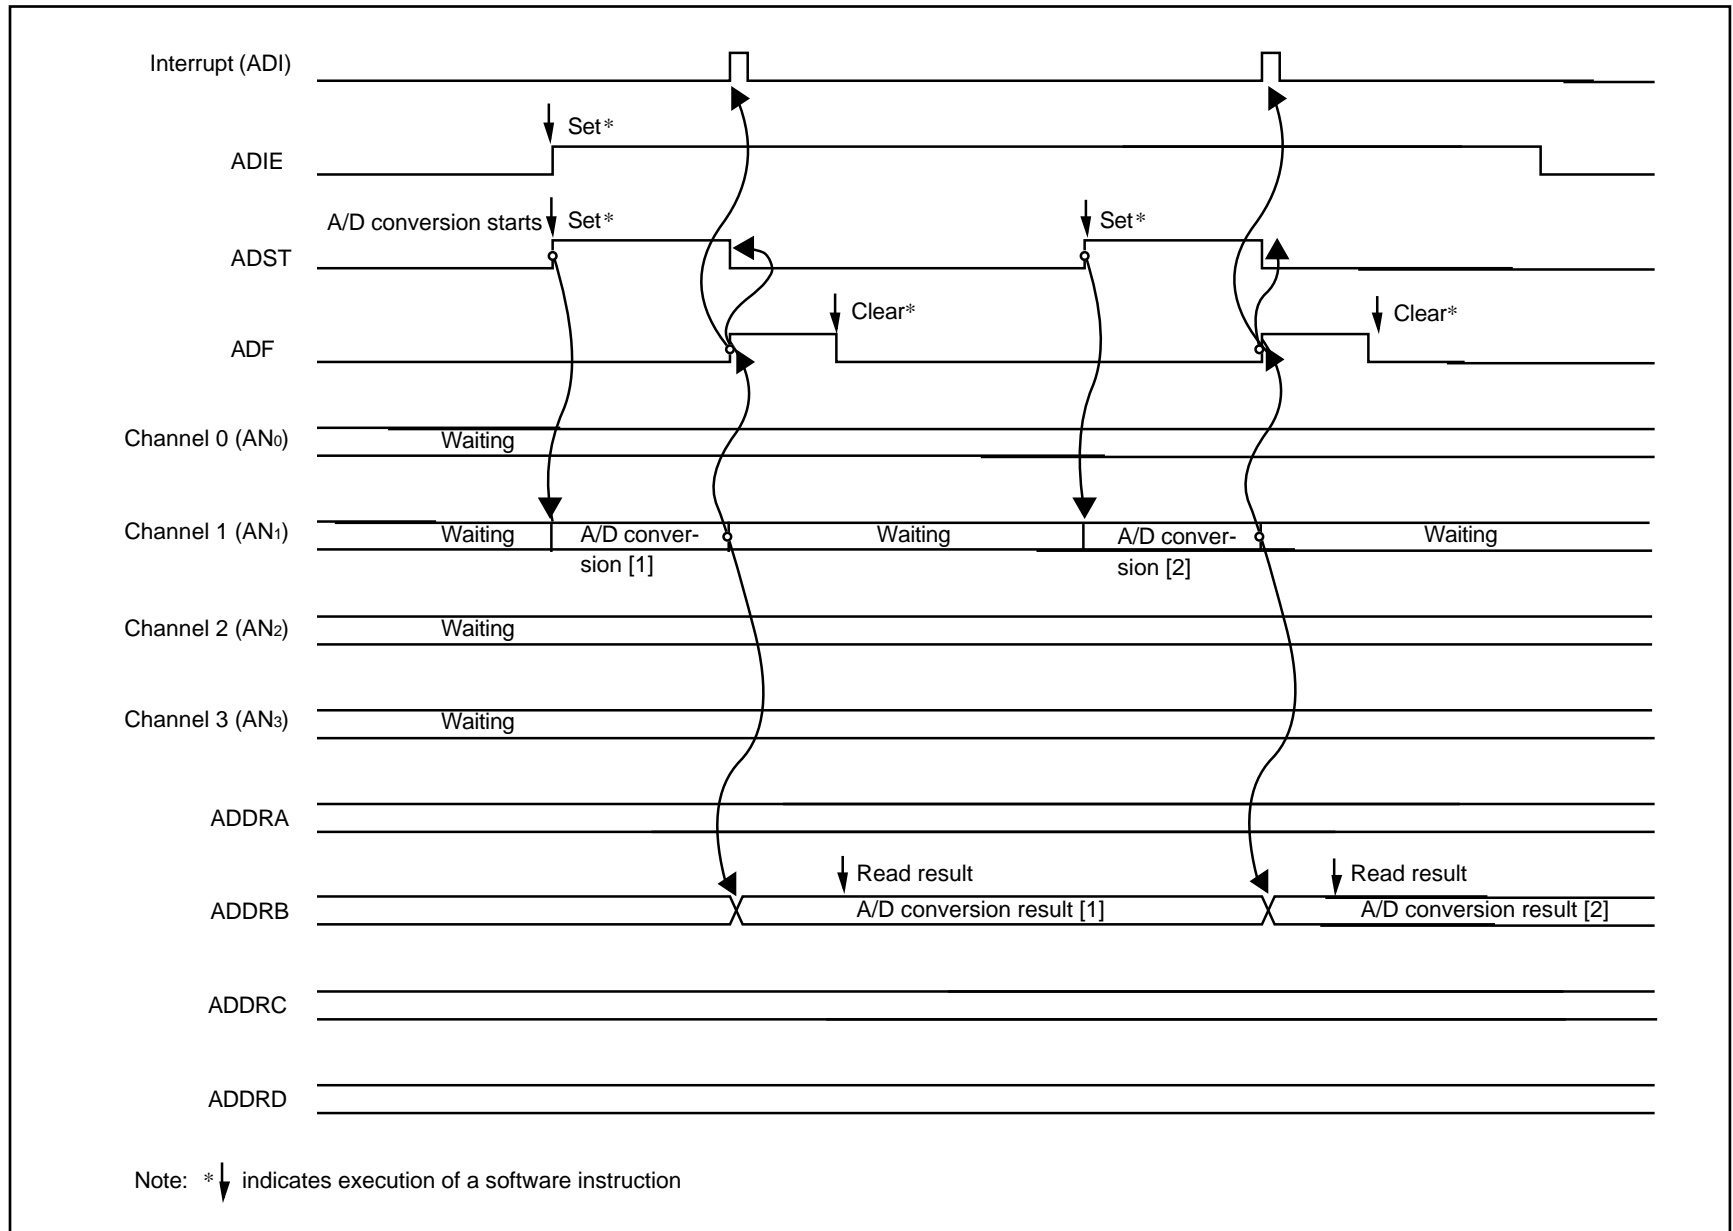 Interrupt (ADI)
Set*
ADIE
A/D conversion starts Set* Set*
ADST
Clear* Clear*
ADF
Channel 0 (AN0) Waiting
Channel 1 (AN1) Waiting A/D conver- Waiting A/D conver- Waiting
sion [1] sion [2]
Channel 2 (AN2) Waiting
Channel 3 (AN3) Waiting
ADDRA
Read result Read result
ADDRB A/D conversion result [1] A/D conversion result [2]
ADDRC
ADDRD
Note: * indicates execution of a software instruction